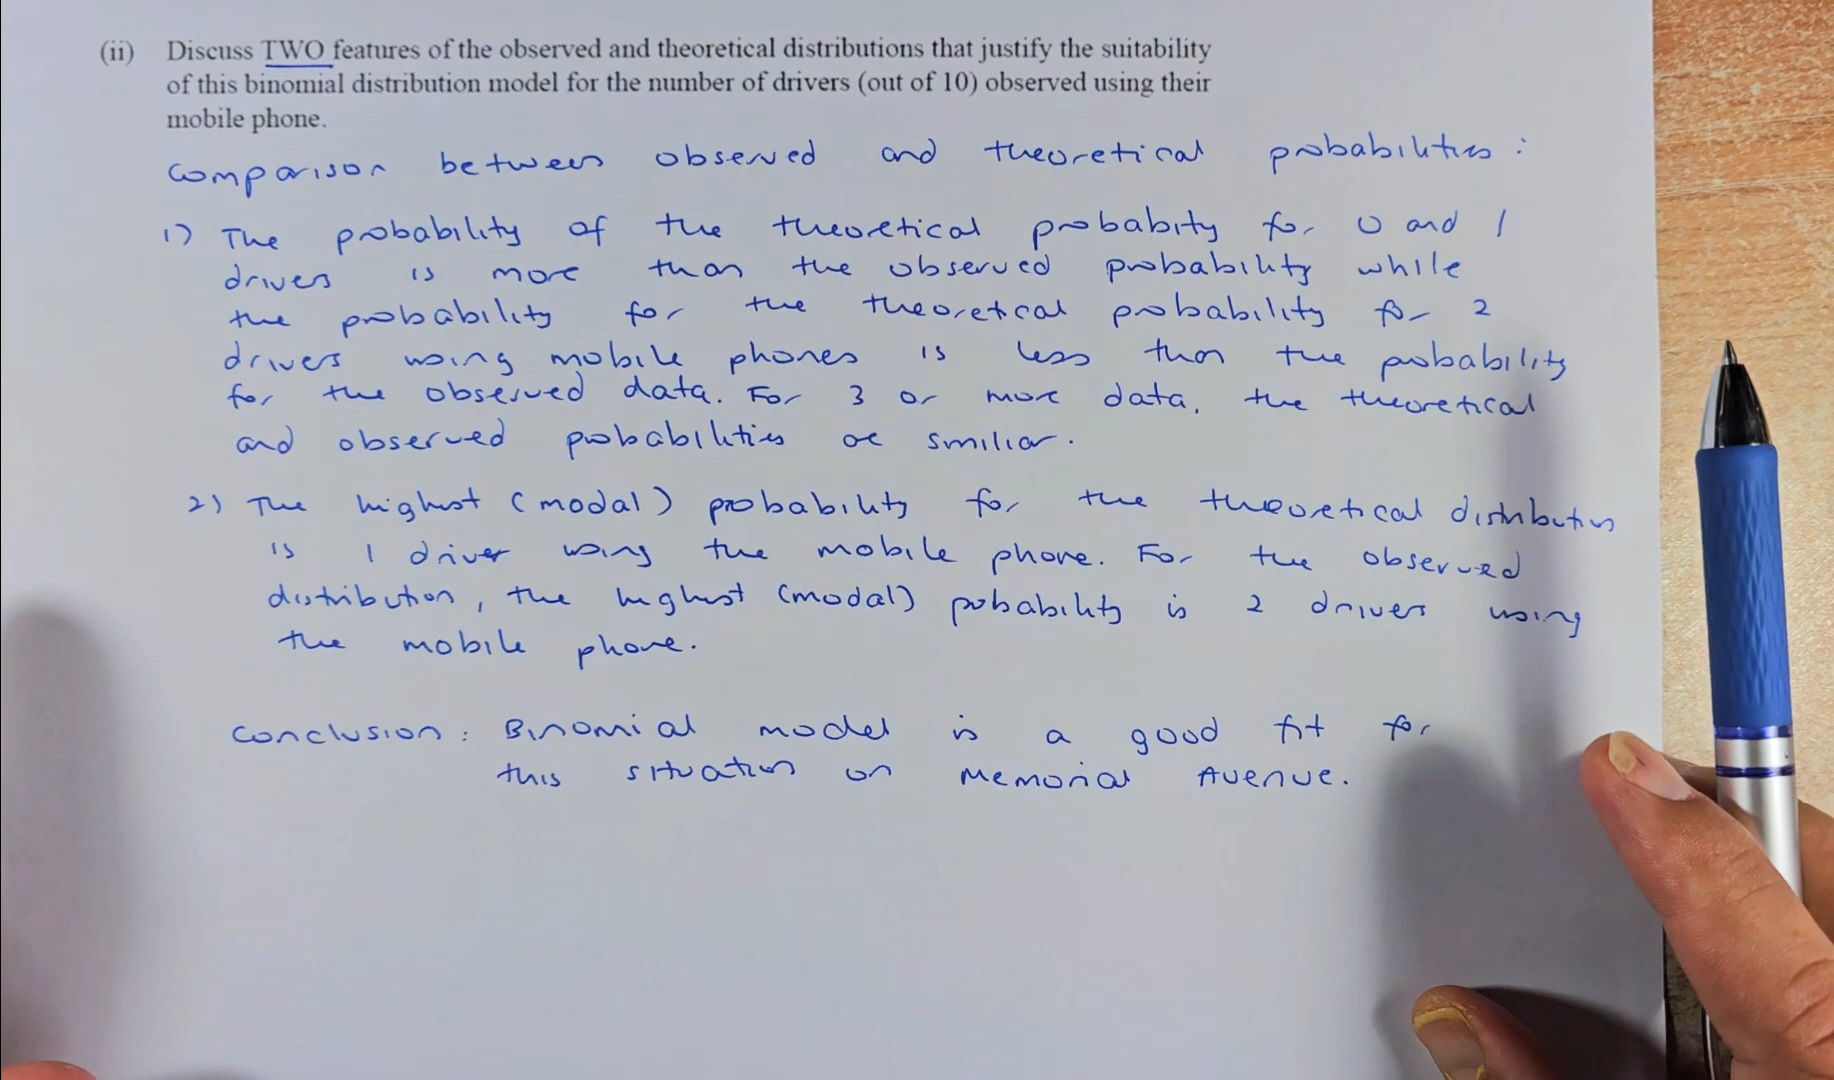 (ii) Discuss TWO features of the observed and theoretical distributions that justify the suitability
of this binomial distribution model for the number of drivers (out of 10) observed using their
mobile phone.
Comparison between observed and theoretical probabilities :
1) The probability of the theoretical probabity for 0 and 1
drivers is more than the observed probability while
the probability for the theoretical probability for 2
drivers using mobile phones is less than the probability
for the observed data. For 3 or more data, the theoretical
and observed probabilities are smiliar.
2) The highest (modal) probability for the theoretical distribution
is 1 driver using the mobile phone. For the observed
distribution, the highest (modal) probability is 2 drivers using
the mobile phone.
Conclusion : Binomial model is a good fit for
this situation on Memorial Avenue.